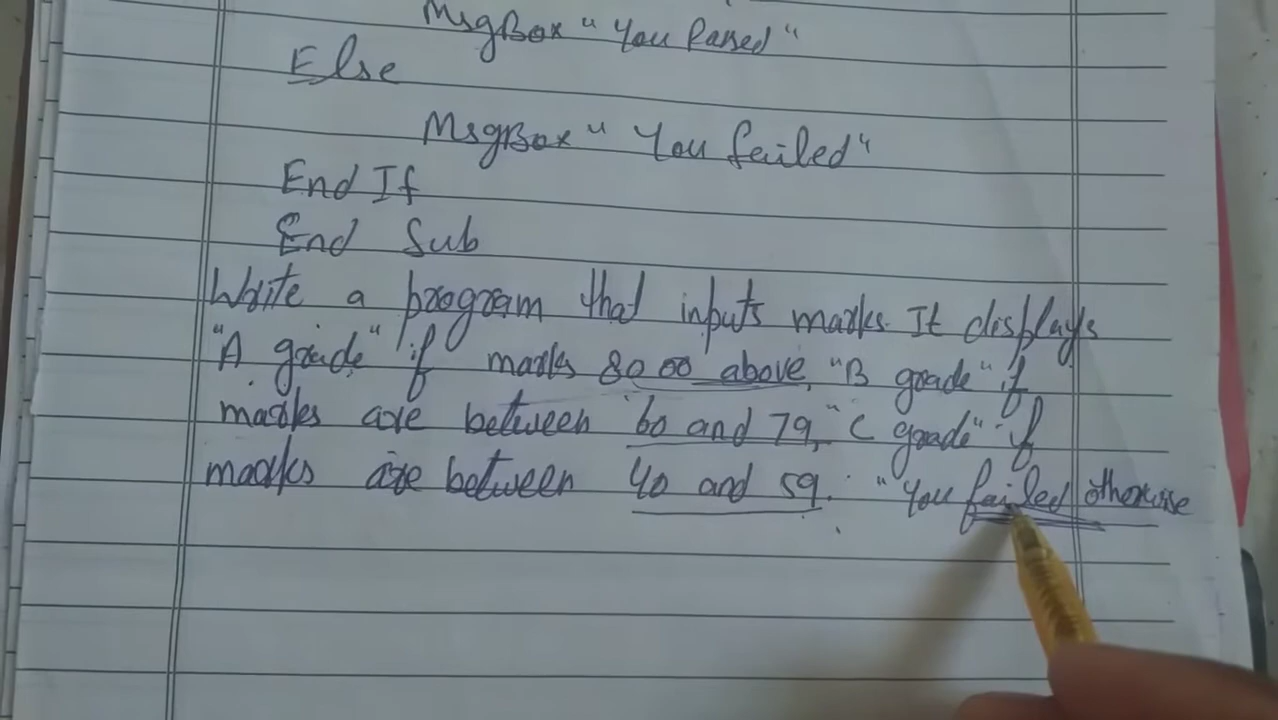 MsgBox "You Passed"
Else
MsgBox "You failed"
End If
End Sub
Write a program that inputs marks. It displays
"A grade" if marks 80 or above, "B grade" if
marks are between 60 and 79, "C grade" if
marks are between 40 and 59. "You failed otherwise